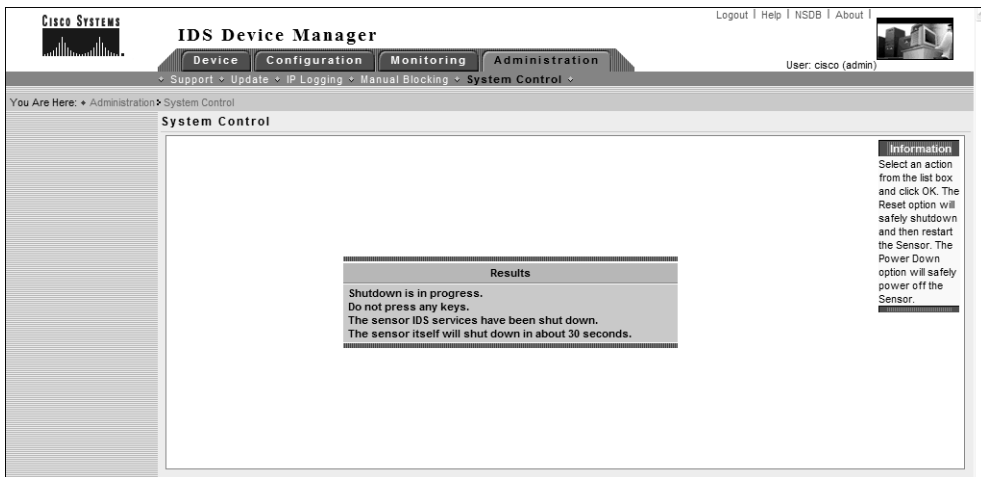 CISCO SYSTEMS
IDS Device Manager
Logout | Help | NSDB | About |
Device Configuration Monitoring Administration
User: cisco (admin)
Support Update IP Logging Manual Blocking System Control
You Are Here: Administration System Control
System Control
Information
Select an action
from the list box
and click OK. The
Reset option will
safely shutdown
and then restart
the Sensor. The
Power Down
option will safely
power off the
Sensor.
Results
Shutdown is in progress.
Do not press any keys.
The sensor IDS services have been shut down.
The sensor itself will shut down in about 30 seconds.